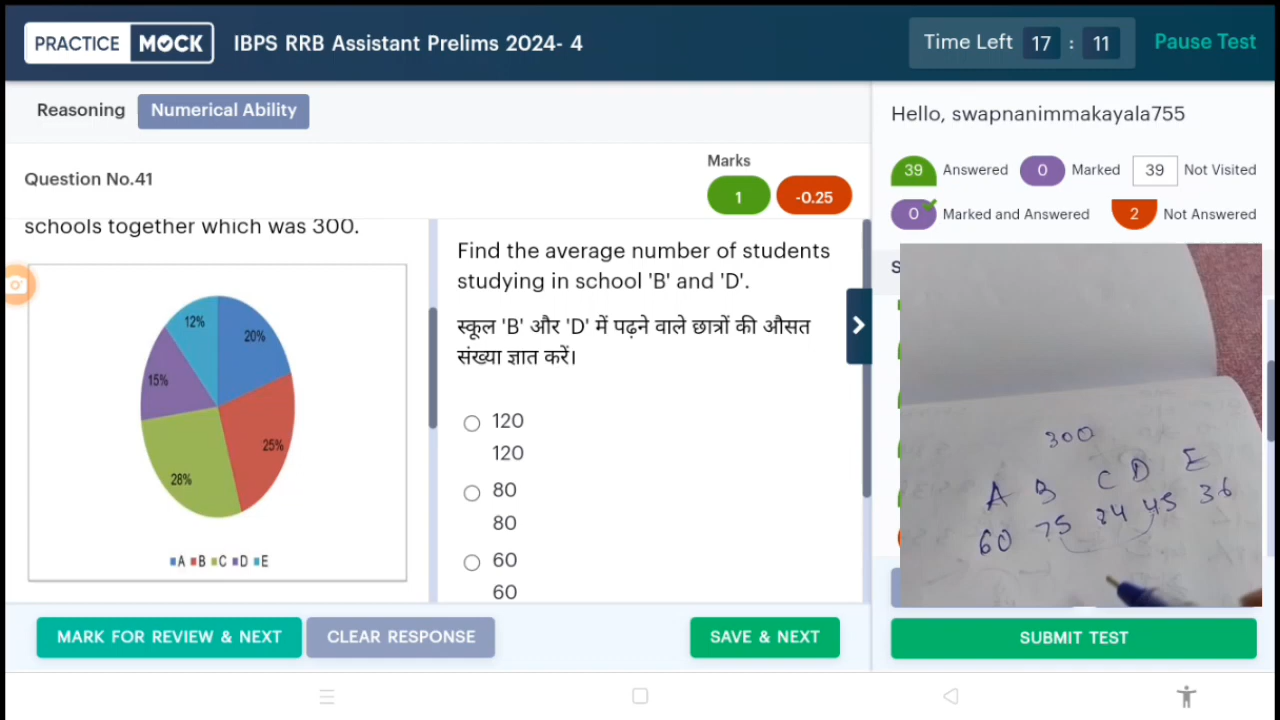 PRACTICE MOCK
IBPS RRB Assistant Prelims 2024- 4
Time Left 17 : 11
Pause Test
Reasoning
Numerical Ability
Hello, swapnanimmakayala755
Question No.41
Marks
1
-0.25
39 Answered
0 Marked
39 Not Visited
0 Marked and Answered
2 Not Answered
schools together which was 300.
12%
20%
15%
25%
28%
A B C D E
Find the average number of students
studying in school 'B' and 'D'.
स्कूल 'B' और 'D' में पढ़ने वाले छात्रों की औसत
संख्या ज्ञात करें।
120
120
80
80
60
60
300
A B C D E
60 75 84 45 36
MARK FOR REVIEW & NEXT
CLEAR RESPONSE
SAVE & NEXT
SUBMIT TEST